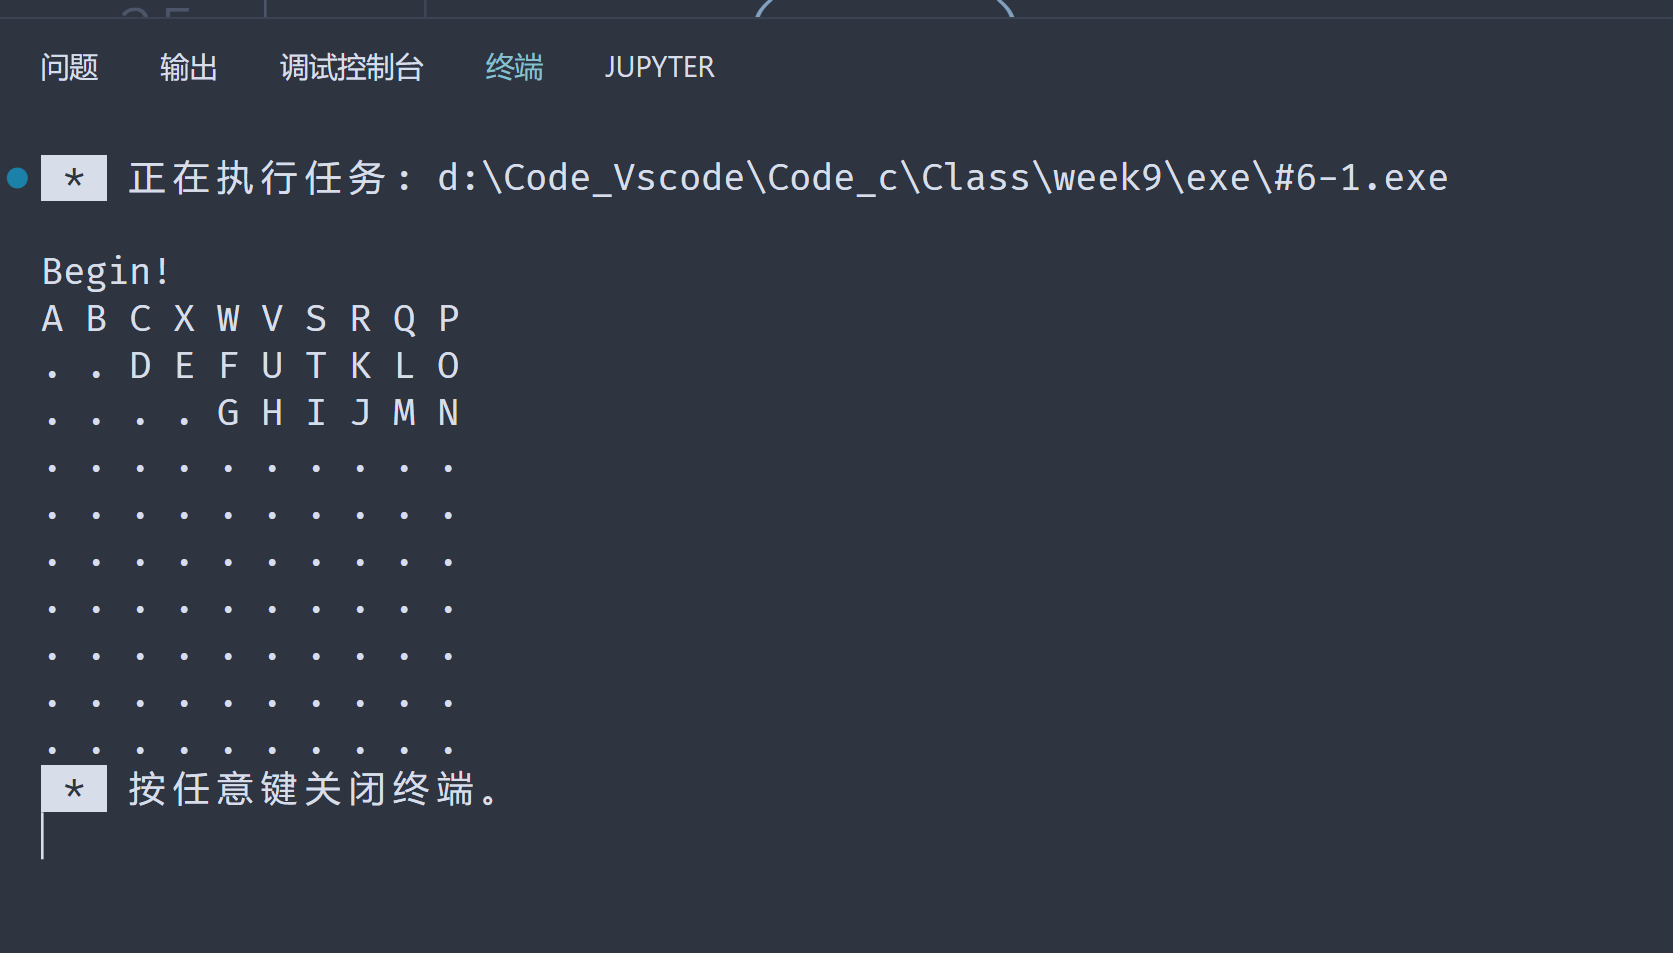 问题 输出 调试控制台 终端 JUPYTER
* 正在执行任务: d:\Code_Vscode\Code_c\Class\week9\exe\#6-1.exe
Begin!
A B C X W V S R Q P
. . D E F U T K L O
. . . . G H I J M N
. . . . . . . . . .
. . . . . . . . . .
. . . . . . . . . .
. . . . . . . . . .
. . . . . . . . . .
. . . . . . . . . .
. . . . . . . . . .
* 按任意键关闭终端。